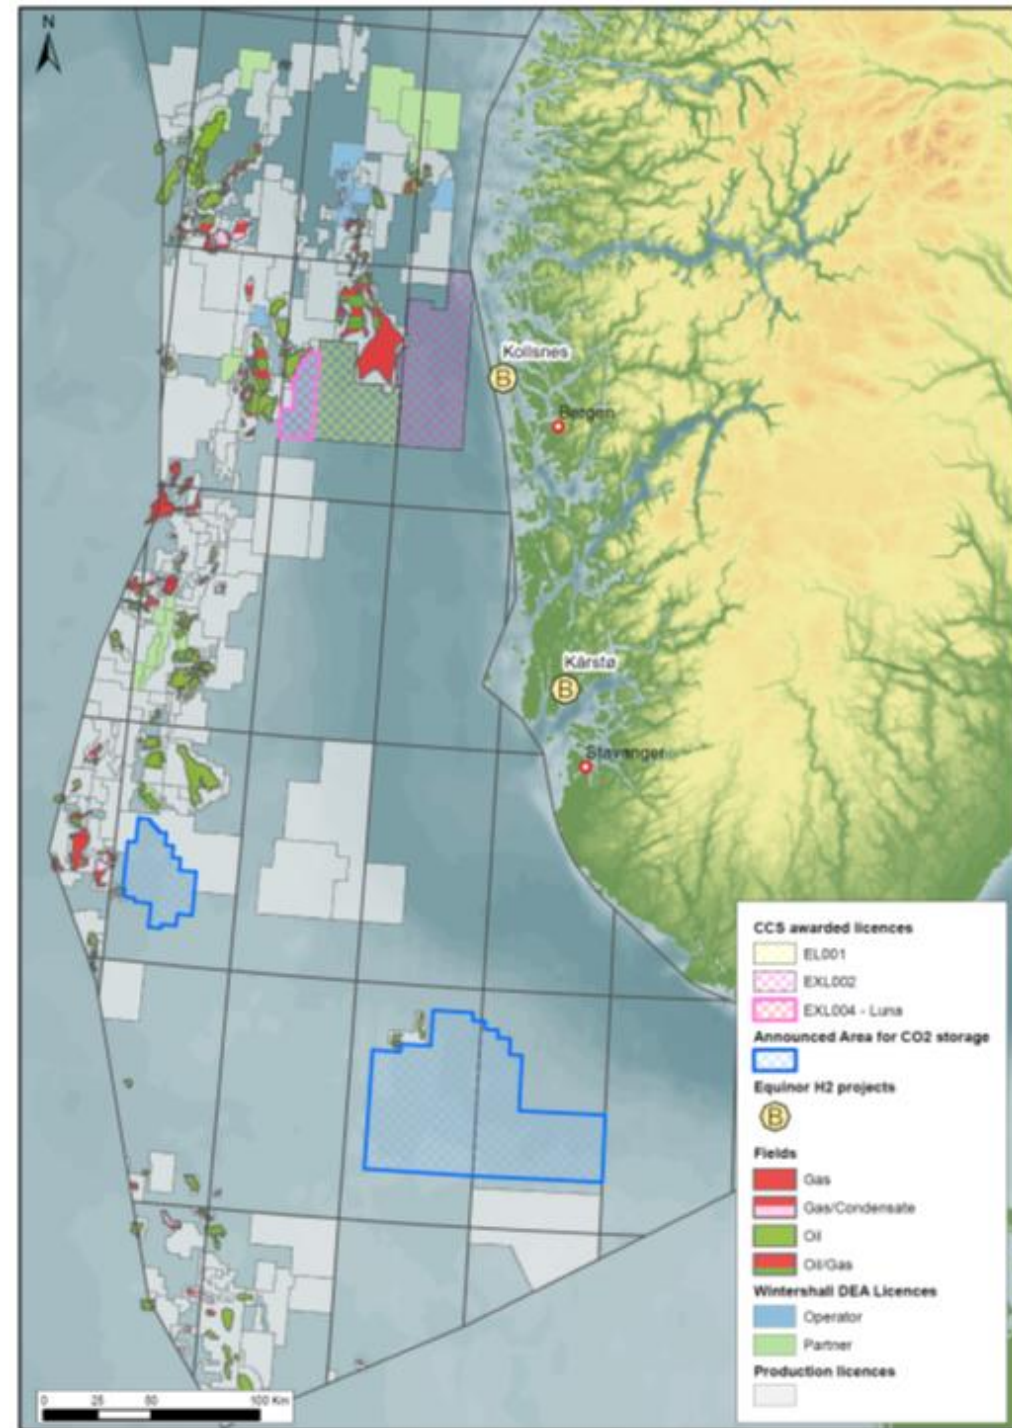 N
Kollsnes
B
Bergen
Kårstø
B
Stavanger
CCS awarded licences
EL001
EXL002
EXL004 - Luna
Announced Area for CO2 storage
Equinor H2 projects
B
Fields
Gas
Gas/Condensate
Oil
Oil/Gas
Wintershall DEA Licences
Operator
Partner
Production licences
0 25 50 100 Km